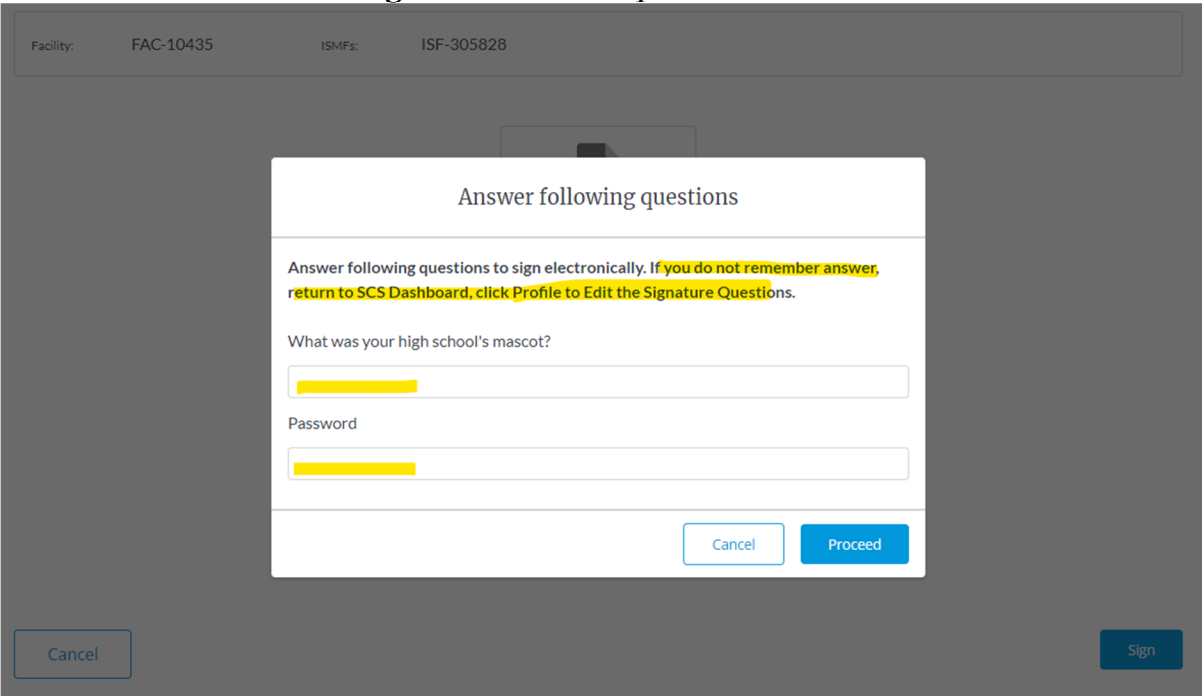 Facility: FAC-10435 ISMFs: ISF-305828
Answer following questions
Answer following questions to sign electronically. If you do not remember answer,
return to SCS Dashboard, click Profile to Edit the Signature Questions.
What was your high school's mascot?
Password
Cancel Proceed
Cancel Sign